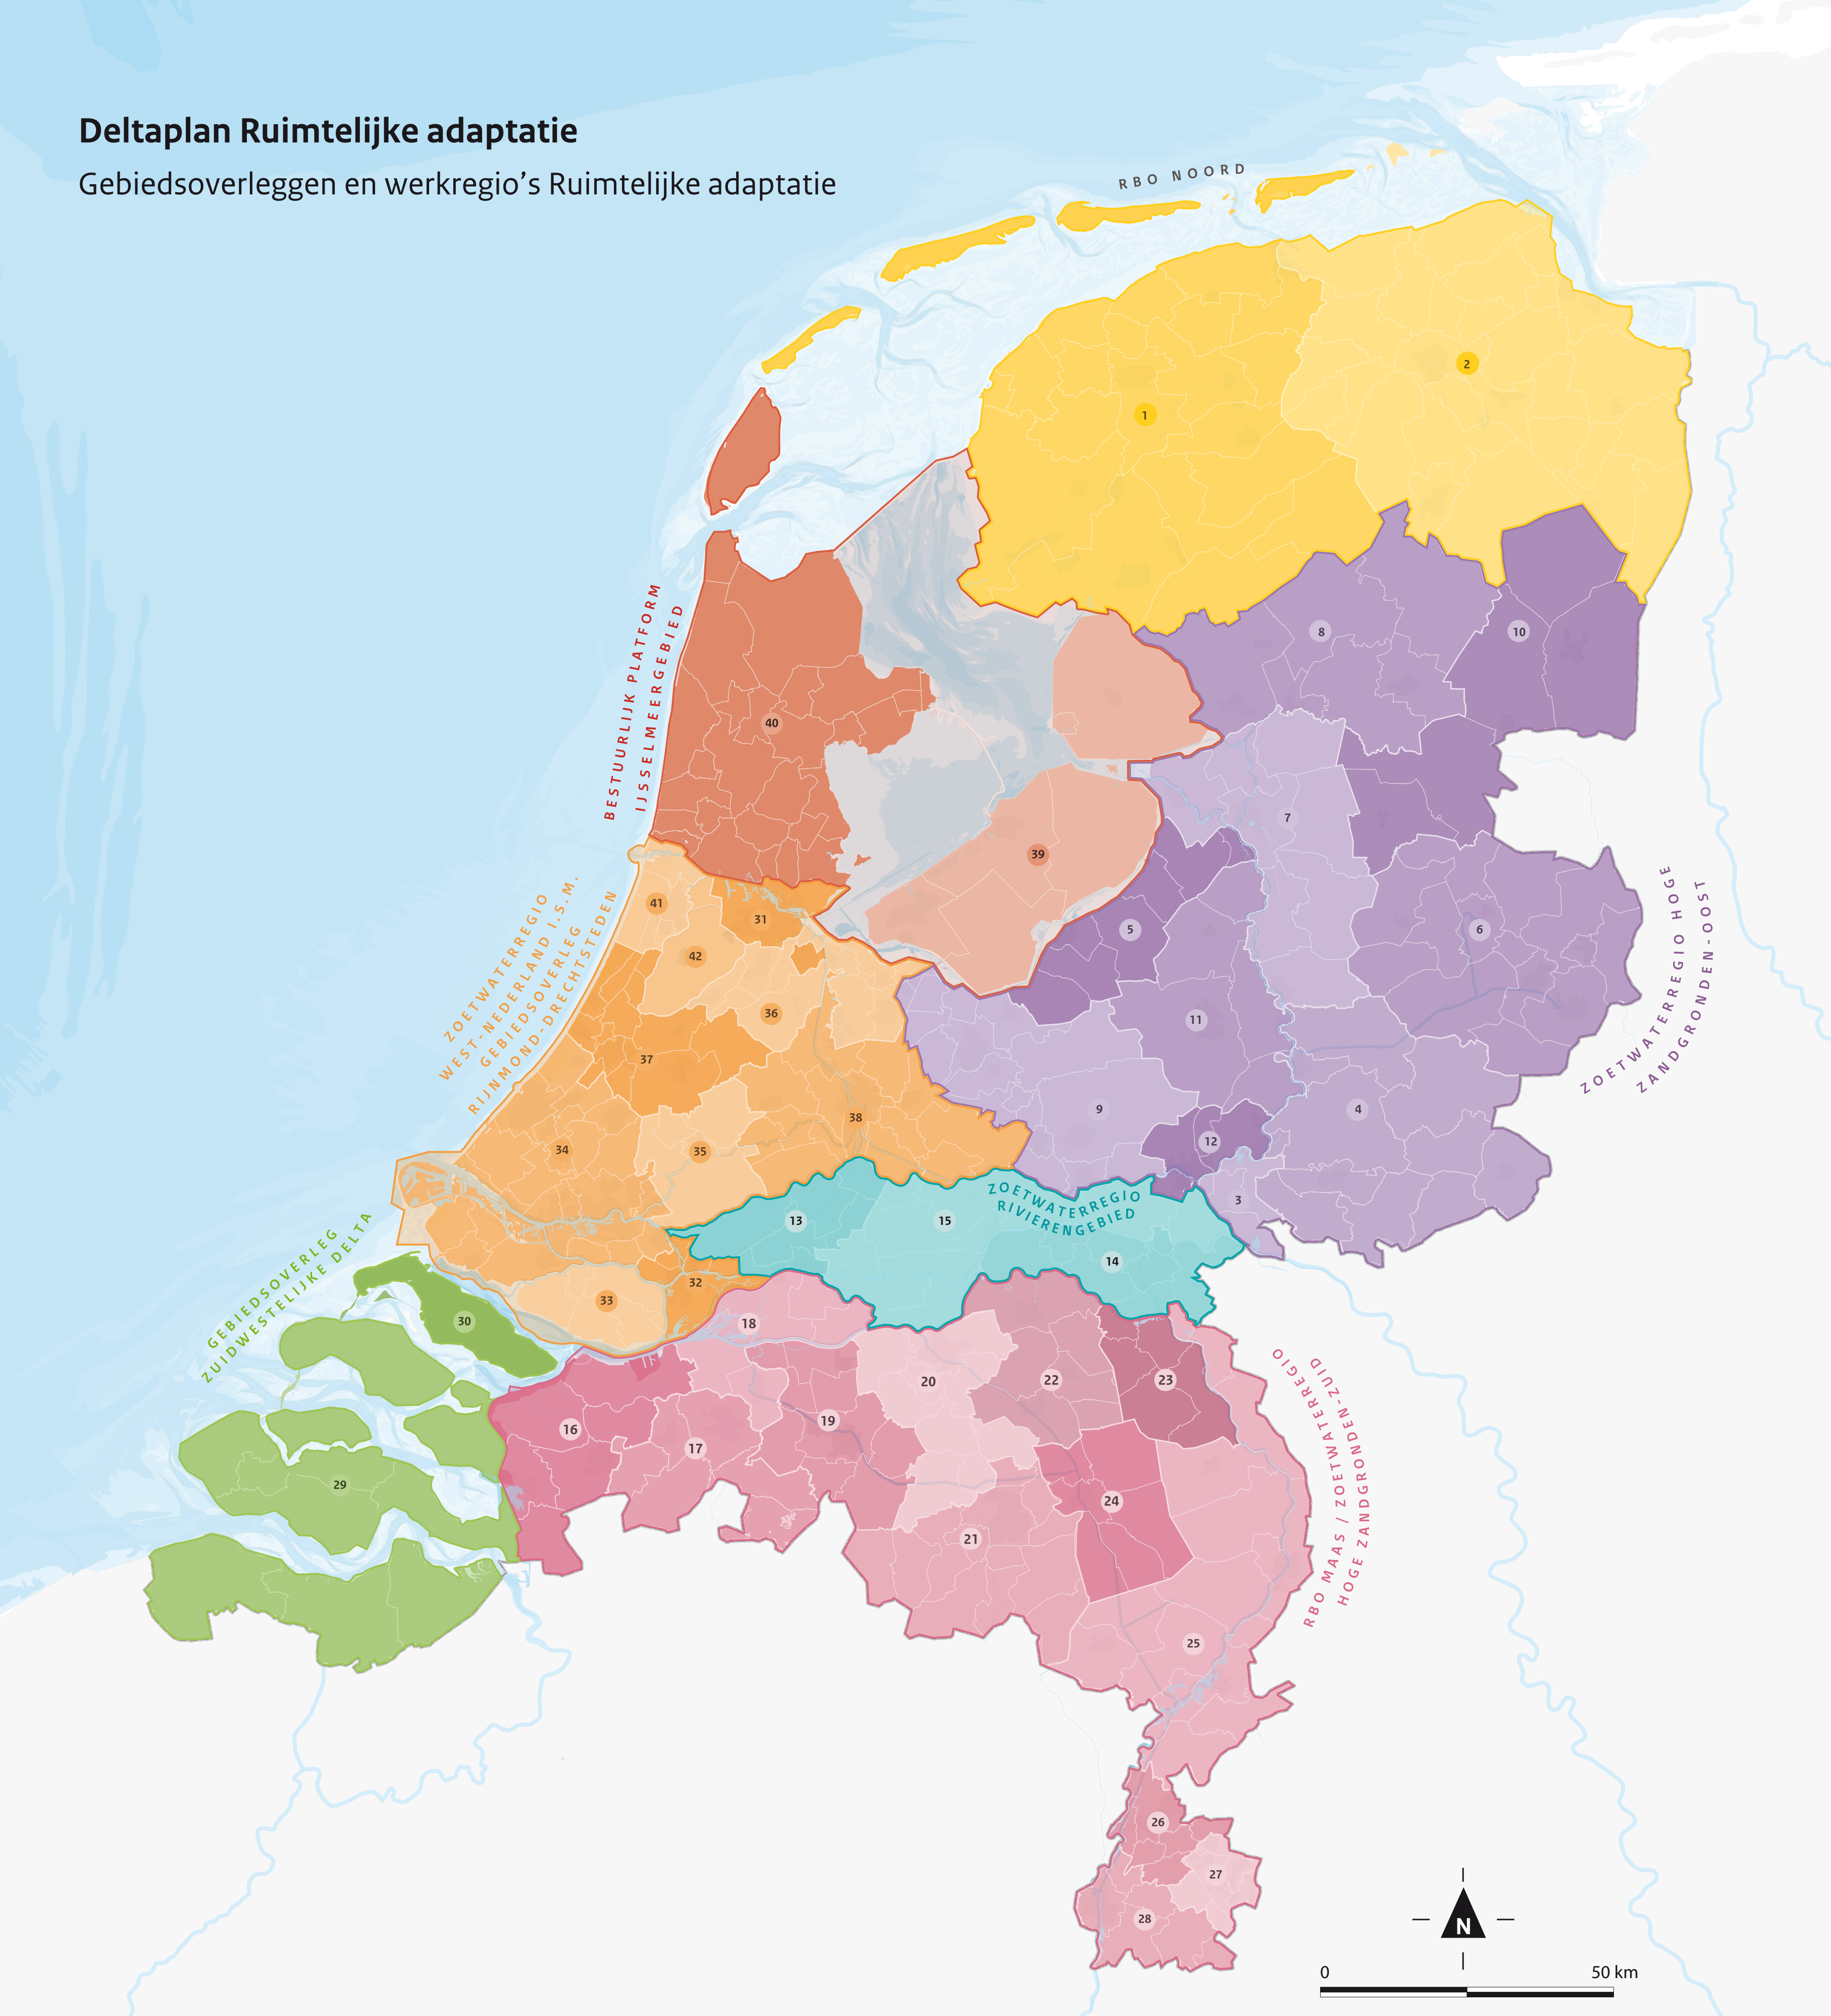 Deltaplan Ruimtelijke adaptatie
Gebiedsoverleggen en werkregio’s Ruimtelijke adaptatie
RBO NOORD
1
2
BESTUURLIJK PLATFORM
IJSSELMEERGEBIED
8
10
40
7
39
41
31
5
6
42
ZOETWATERREGIO
WEST-NEDERLAND I.S.M.
GEBIEDSOVERLEG
RIJNMOND-DRECHTSTEDEN
ZOETWATERREGIO HOGE
ZANDGRONDEN-OOST
36
11
37
9
4
38
12
34
35
3
ZOETWATERREGIO
RIVIERENGEBIED
13
15
14
GEBIEDSOVERLEG
ZUIDWESTELIJKE DELTA
32
33
30
18
20
22
23
RBO MAAS / ZOETWATERREGIO
HOGE ZANDGRONDEN-ZUID
16
19
17
29
24
21
25
26
27
28
N
0
50 km